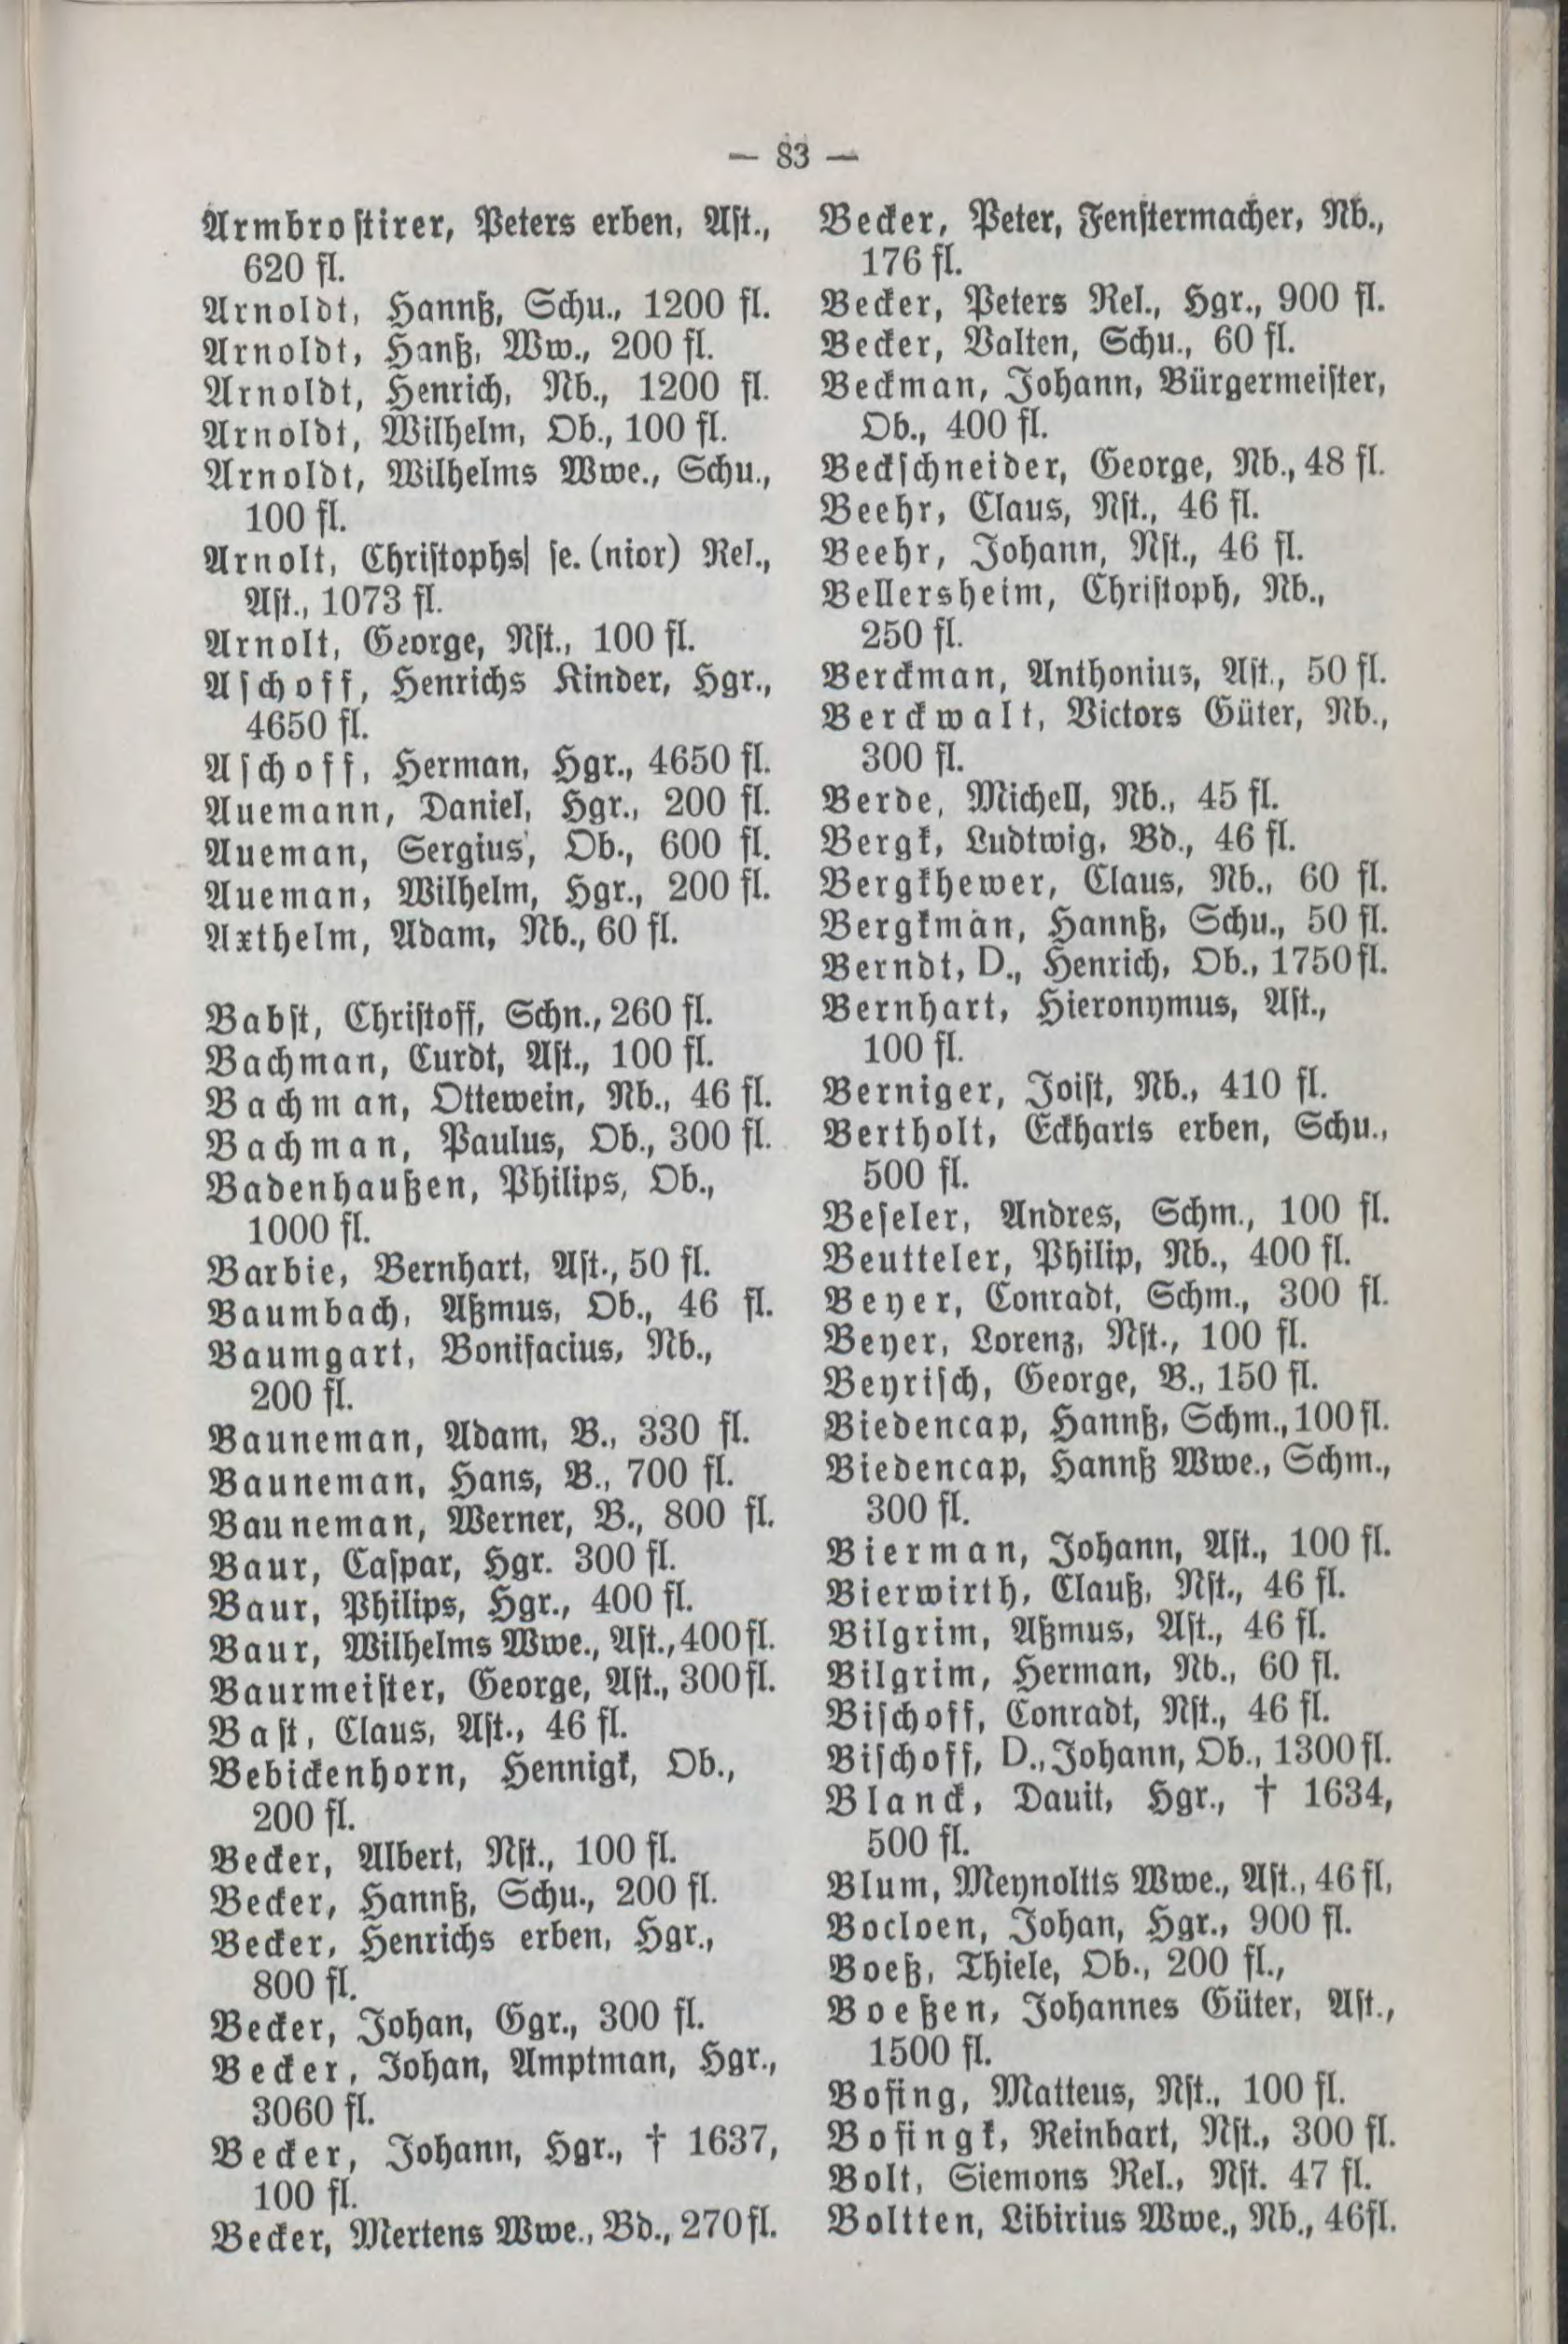 — 83 —
Armbrostirer, Peters erben, Ast.,
620 fl.
Arnoldt, Hannß, Schu., 1200 fl.
Arnoldt, Hanß, Ww., 200 fl.
Arnoldt, Henrich, Nb., 1200 fl.
Arnoldt, Wilhelm, Ob., 100 fl.
Arnoldt, Wilhelms Wwe., Schu.,
100 fl.
Arnolt, Christophs| se. (nior) Rel.,
Ast., 1073 fl.
Arnolt, George, Nst., 100 fl.
Aschoff, Henrichs Kinder, Hgr.,
4650 fl.
Aschoff, Herman, Hgr., 4650 fl.
Auemann, Daniel, Hgr., 200 fl.
Aueman, Sergius, Ob., 600 fl.
Aueman, Wilhelm, Hgr., 200 fl.
Axthelm, Adam, Nb., 60 fl.
Babst, Christoff, Schn., 260 fl.
Bachman, Curdt, Ast., 100 fl.
Bachman, Ottewein, Nb., 46 fl.
Bachman, Paulus, Ob., 300 fl.
Badenhaußen, Philips, Ob.,
1000 fl.
Barbie, Bernhart, Ast., 50 fl.
Baumbach, Aßmus, Ob., 46 fl.
Baumgart, Bonifacius, Nb.,
200 fl.
Bauneman, Adam, B., 330 fl.
Bauneman, Hans, B., 700 fl.
Bauneman, Werner, B., 800 fl.
Baur, Caspar, Hgr. 300 fl.
Baur, Philips, Hgr., 400 fl.
Baur, Wilhelms Wwe., Ast., 400 fl.
Baurmeister, George, Ast., 300 fl.
Bast, Claus, Ast., 46 fl.
Bebickenhorn, Hennigk, Ob.,
200 fl.
Becker, Albert, Nst., 100 fl.
Becker, Hannß, Schu., 200 fl.
Becker, Henrichs erben, Hgr.,
800 fl.
Becker, Johan, Ggr., 300 fl.
Becker, Johan, Amptman, Hgr.,
3060 fl.
Becker, Johann, Hgr., † 1637,
100 fl.
Becker, Mertens Wwe., Bd., 270 fl.
Becker, Peter, Fenstermacher, Nb.,
176 fl.
Becker, Peters Rel., Hgr., 900 fl.
Becker, Valten, Schu., 60 fl.
Beckman, Johann, Bürgermeister,
Ob., 400 fl.
Beckschneider, George, Nb., 48 fl.
Beehr, Claus, Nst., 46 fl.
Beehr, Johann, Nst., 46 fl.
Bellersheim, Christoph, Nb.,
250 fl.
Berckman, Anthonius, Ast., 50 fl.
Berckwalt, Victors Güter, Nb.,
300 fl.
Berde, Michell, Nb., 45 fl.
Bergk, Ludtwig, Bd., 46 fl.
Bergkhewer, Claus, Nb., 60 fl.
Bergkman, Hannß, Schu., 50 fl.
Berndt, D., Henrich, Ob., 1750 fl.
Bernhart, Hieronymus, Ast.,
100 fl.
Berniger, Joist, Nb., 410 fl.
Bertholt, Eckharts erben, Schu.,
500 fl.
Beseler, Andres, Schm., 100 fl.
Beutteler, Philip, Nb., 400 fl.
Beyer, Conradt, Schm., 300 fl.
Beyer, Lorenz, Nst., 100 fl.
Beyrisch, George, B., 150 fl.
Biedencap, Hannß, Schm., 100 fl.
Biedencap, Hannß Wwe., Schm.,
300 fl.
Bierman, Johann, Ast., 100 fl.
Bierwirth, Clauß, Nst., 46 fl.
Bilgrim, Aßmus, Ast., 46 fl.
Bilgrim, Herman, Nb., 60 fl.
Bischoff, Conradt, Nst., 46 fl.
Bischoff, D., Johann, Ob., 1300 fl.
Blanck, Dauit, Hgr., † 1634,
500 fl.
Blum, Meynoltts Wwe., Ast., 46 fl,
Bocloen, Johan, Hgr., 900 fl.
Boeß, Thiele, Ob., 200 fl.,
Boeßen, Johannes Güter, Ast.,
1500 fl.
Bofing, Matteus, Nst., 100 fl.
Bofingk, Reinhart, Nst., 300 fl.
Bolt, Siemons Rel., Nst. 47 fl.
Boltten, Libirius Wwe., Nb., 46 fl.